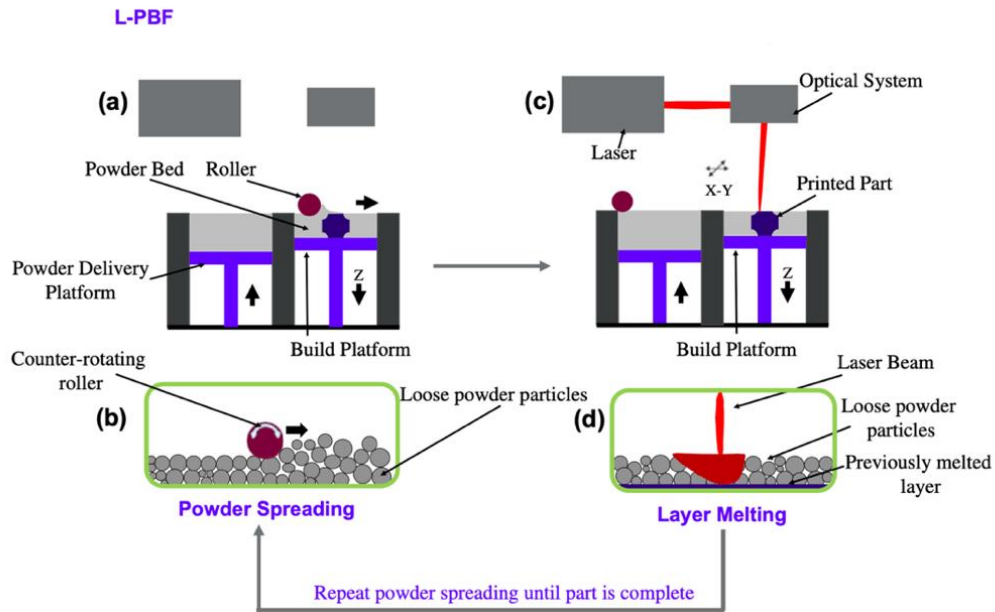 L-PBF
(a)
Powder Bed
Roller
Powder Delivery
Platform
Z
Build Platform
(c)
Optical System
Laser
X-Y
Printed Part
Z
Build Platform
Counter-rotating
roller
(b)
Loose powder particles
Powder Spreading
Laser Beam
(d)
Loose powder
particles
Previously melted
layer
Layer Melting
Repeat powder spreading until part is complete